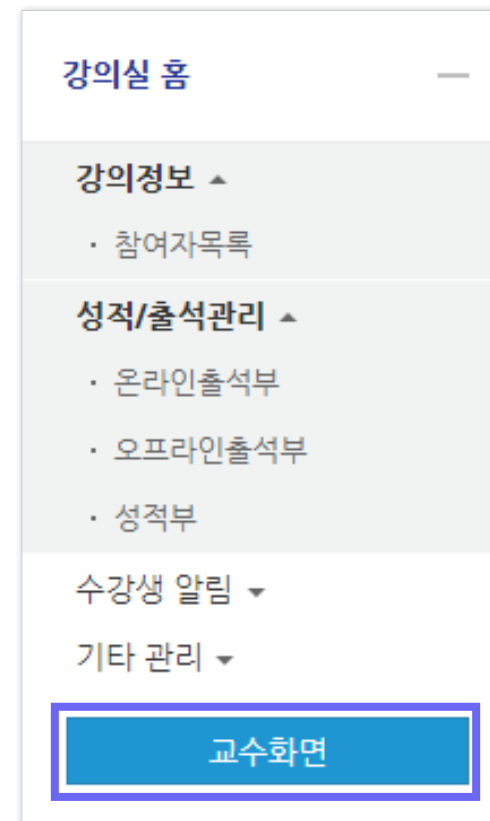 강의실 홈
강의정보
· 참여자목록
성적/출석관리
· 온라인출석부
· 오프라인출석부
· 성적부
수강생 알림
기타 관리
교수화면